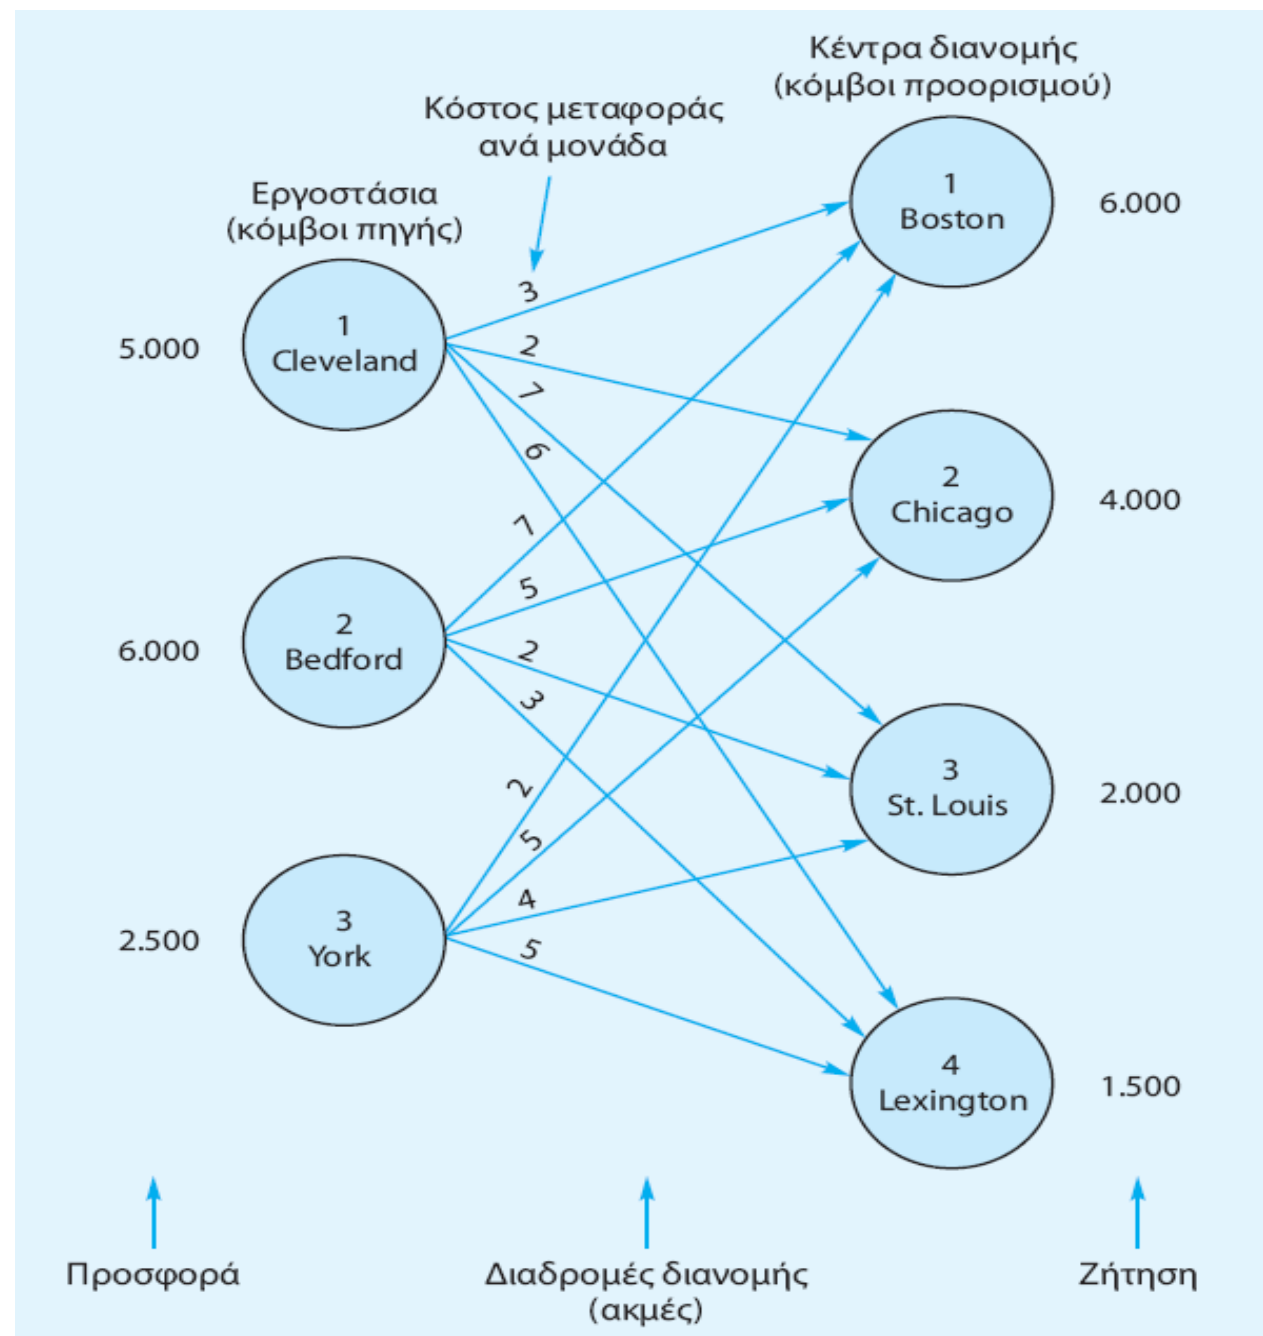 Κέντρα διανομής
(κόμβοι προορισμού)
Κόστος μεταφοράς
ανά μονάδα
Εργοστάσια
(κόμβοι πηγής)
1
Boston
6.000
5.000
1
Cleveland
3
2
7
6
2
Chicago
4.000
6.000
2
Bedford
7
5
2
3
3
St. Louis
2.000
2.500
3
York
2
5
4
5
4
Lexington
1.500
Προσφορά
Διαδρομές διανομής
(ακμές)
Ζήτηση